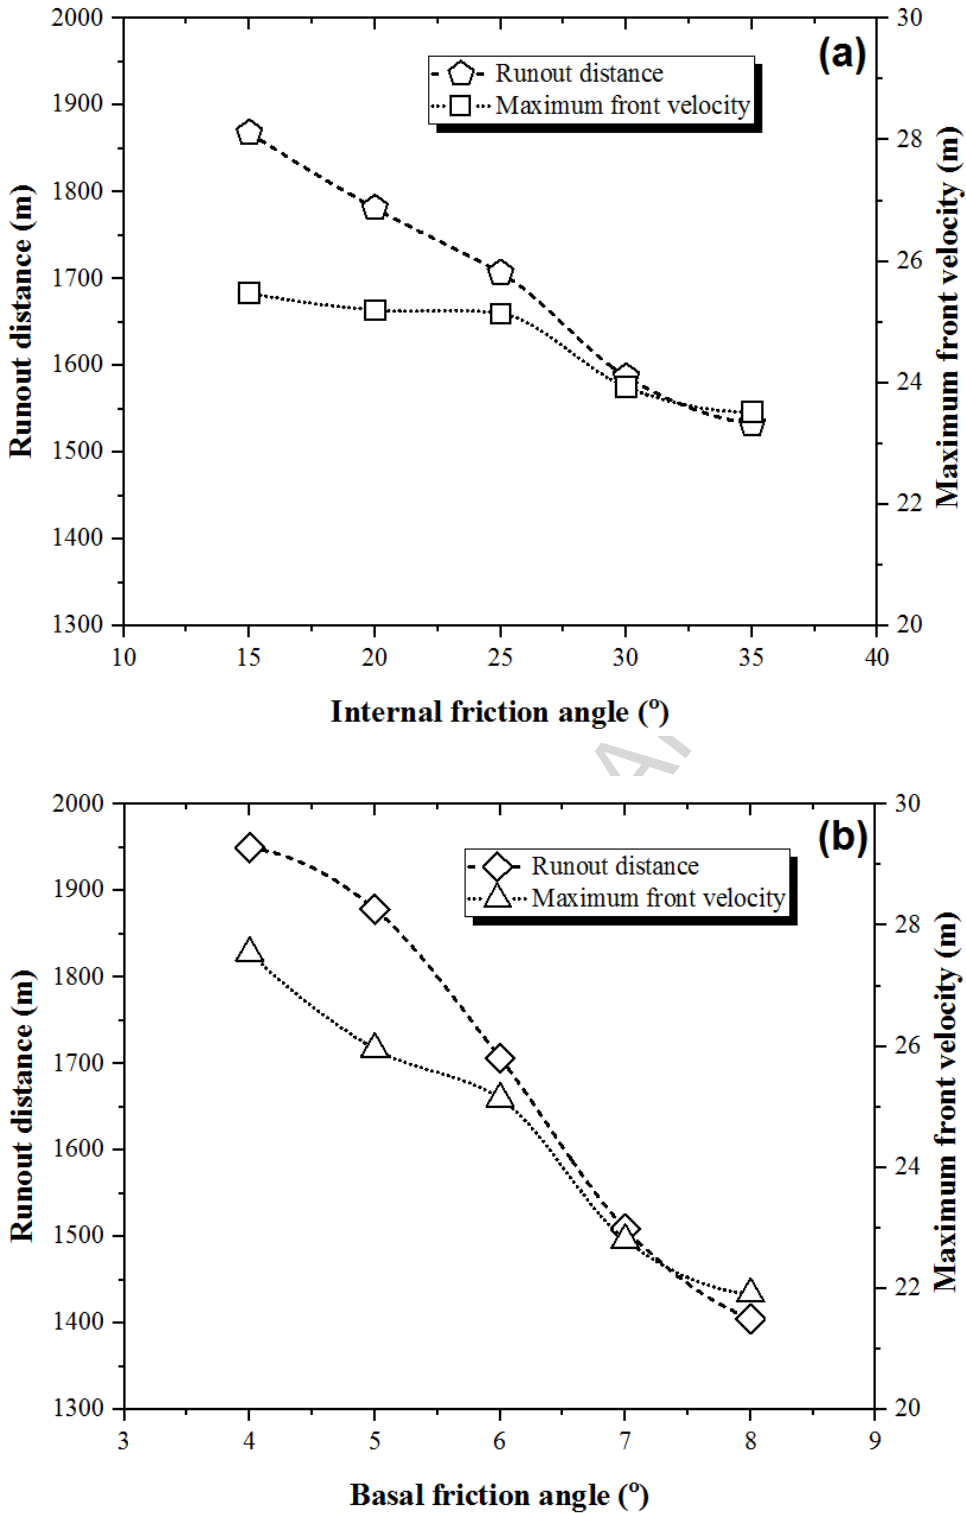 (a)
Runout distance
Maximum front velocity
2000
1900
1800
1700
1600
1500
1400
1300
30
28
26
24
22
20
Runout distance (m)
Maximum front velocity (m)
10 15 20 25 30 35 40
Internal friction angle (°)
(b)
Runout distance
Maximum front velocity
2000
1900
1800
1700
1600
1500
1400
1300
30
28
26
24
22
20
Runout distance (m)
Maximum front velocity (m)
3 4 5 6 7 8 9
Basal friction angle (°)